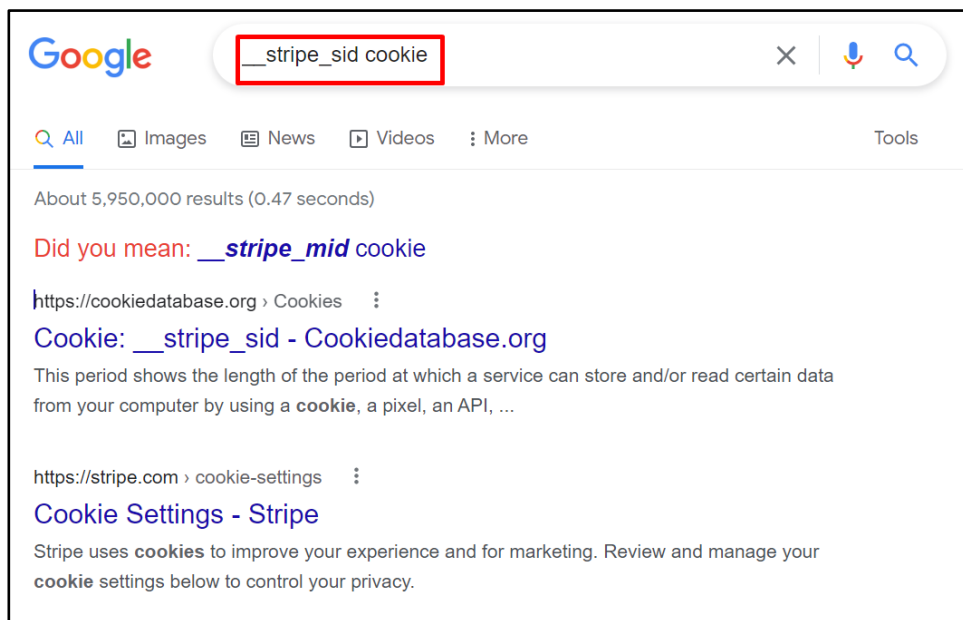 Google
__stripe_sid cookie
All Images News Videos More Tools
About 5,950,000 results (0.47 seconds)
Did you mean: __stripe_mid cookie
https://cookiedatabase.org › Cookies
Cookie: __stripe_sid - Cookiedatabase.org
This period shows the length of the period at which a service can store and/or read certain data
from your computer by using a cookie, a pixel, an API, ...
https://stripe.com › cookie-settings
Cookie Settings - Stripe
Stripe uses cookies to improve your experience and for marketing. Review and manage your
cookie settings below to control your privacy.